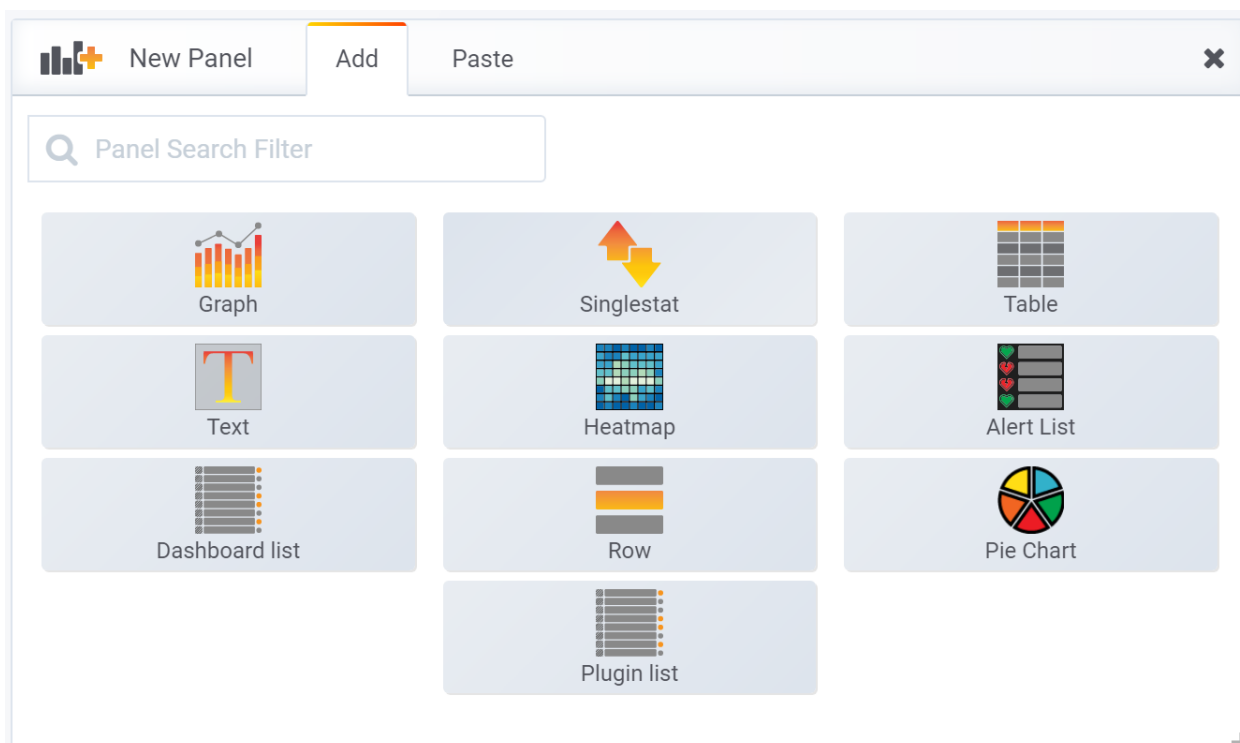 New Panel Add Paste
Panel Search Filter
Graph Singlestat Table
T
Text Heatmap Alert List
Dashboard list Row Pie Chart
Plugin list